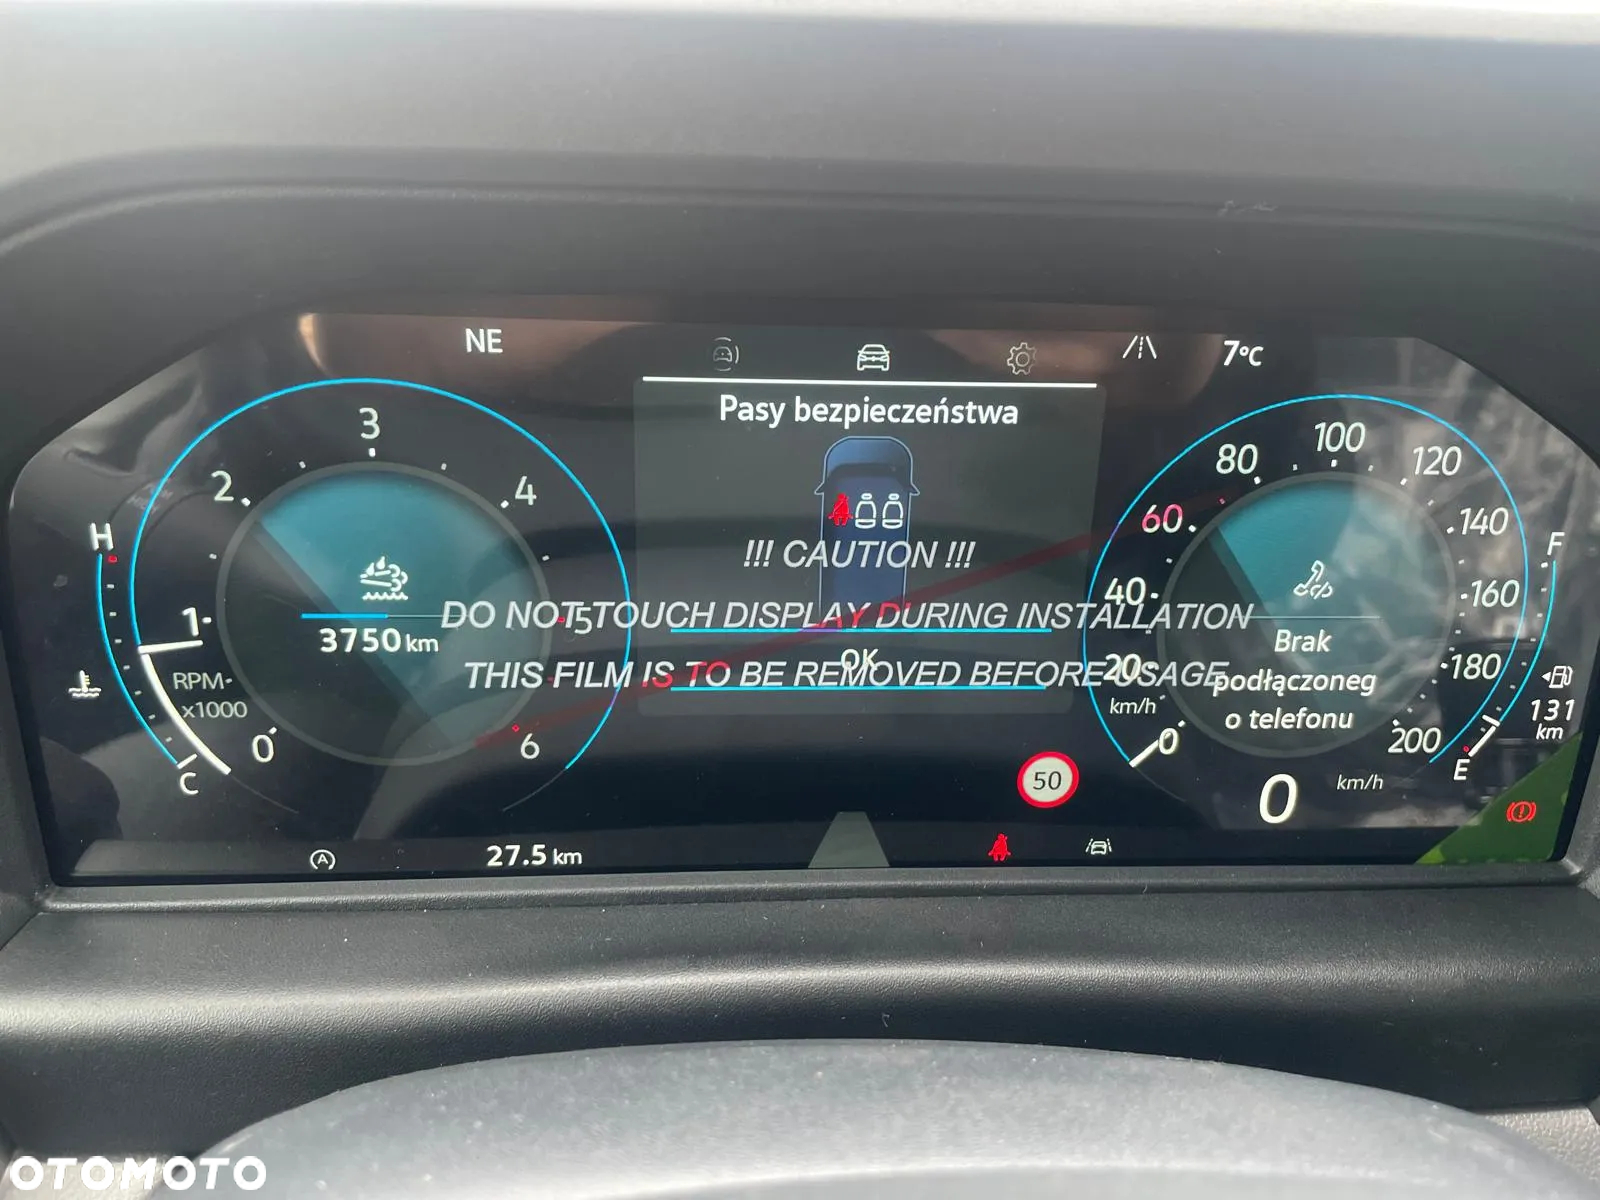 NE
7°C
Pasy bezpieczeństwa
!!! CAUTION !!!
DO NOT TOUCH DISPLAY DURING INSTALLATION
OK
THIS FILM IS TO BE REMOVED BEFORE USAGE
H
C
0
1
2
3
4
5
6
RPM
x1000
3750 km
0
20
40
60
80
100
120
140
160
180
200
km/h
Brak
podłączoneg
o telefonu
F
E
131
km
50
0 km/h
A
27.5 km
OTOMOTO